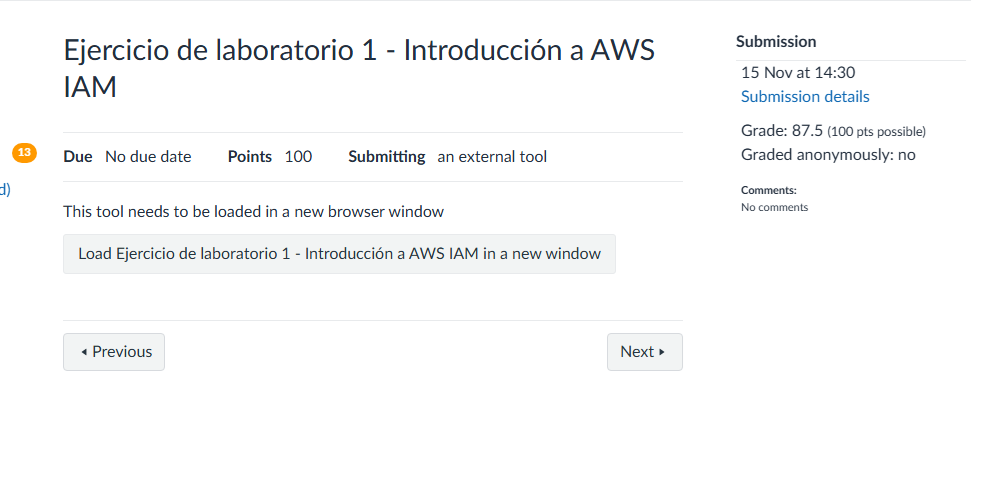 Ejercicio de laboratorio 1 - Introducción a AWS
IAM
13
d)
Due No due date Points 100 Submitting an external tool
This tool needs to be loaded in a new browser window
Load Ejercicio de laboratorio 1 - Introducción a AWS IAM in a new window
Previous
Next
Submission
15 Nov at 14:30
Submission details
Grade: 87.5 (100 pts possible)
Graded anonymously: no
Comments:
No comments